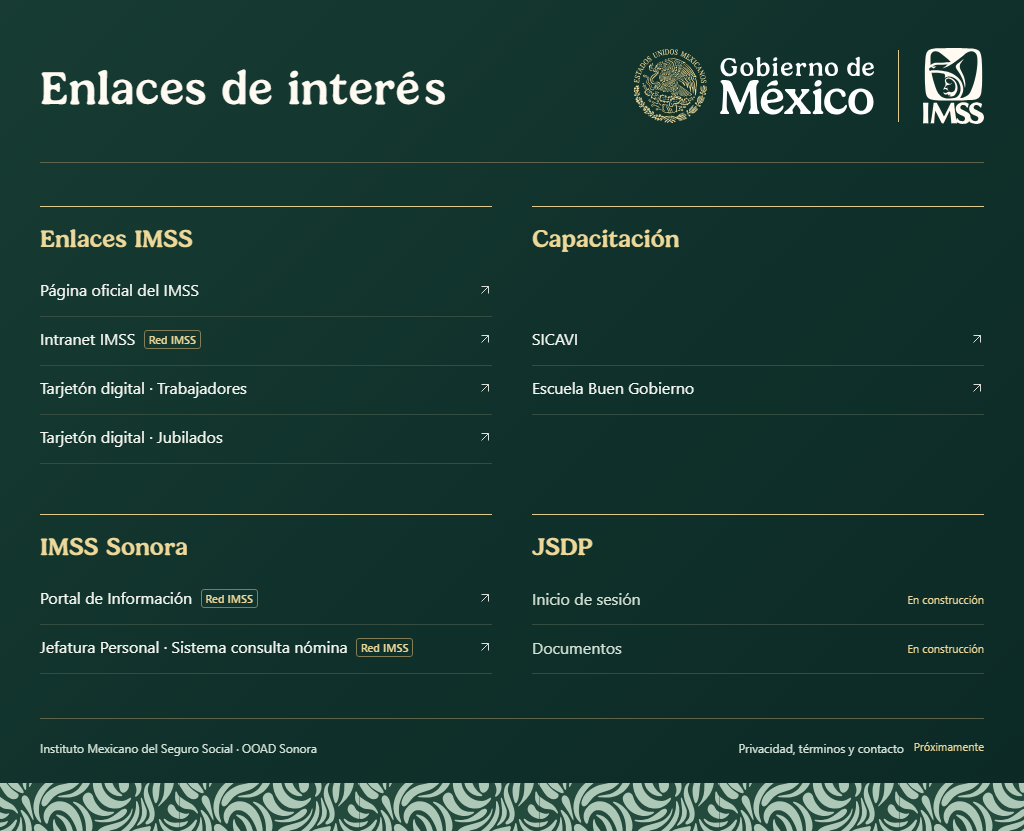 Enlaces de interés
ESTADOS UNIDOS MEXICANOS
Gobierno de
México
IMSS
Enlaces IMSS
Página oficial del IMSS
Intranet IMSS Red IMSS
Tarjetón digital · Trabajadores
Tarjetón digital · Jubilados
Capacitación
SICAVI
Escuela Buen Gobierno
IMSS Sonora
Portal de Información Red IMSS
Jefatura Personal · Sistema consulta nómina Red IMSS
JSDP
Inicio de sesión En construcción
Documentos En construcción
Instituto Mexicano del Seguro Social · OOAD Sonora
Privacidad, términos y contacto Próximamente